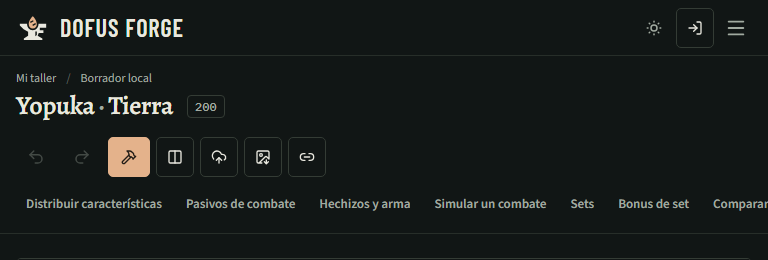 DOFUS FORGE
Mi taller / Borrador local
Yopuka · Tierra 200
Distribuir características Pasivos de combate Hechizos y arma Simular un combate Sets Bonus de set Comparar